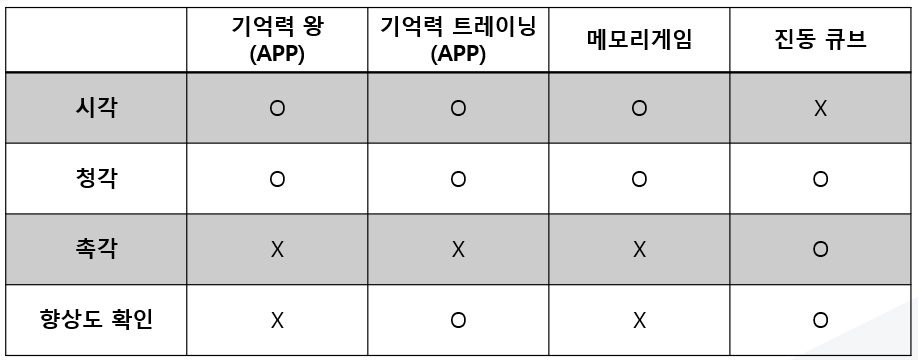 기억력 왕 기억력 트레이닝 메모리게임 진동 큐브
(APP) (APP)
시각 O O O X
청각 O O O O
촉각 X X X O
향상도 확인 X O X O